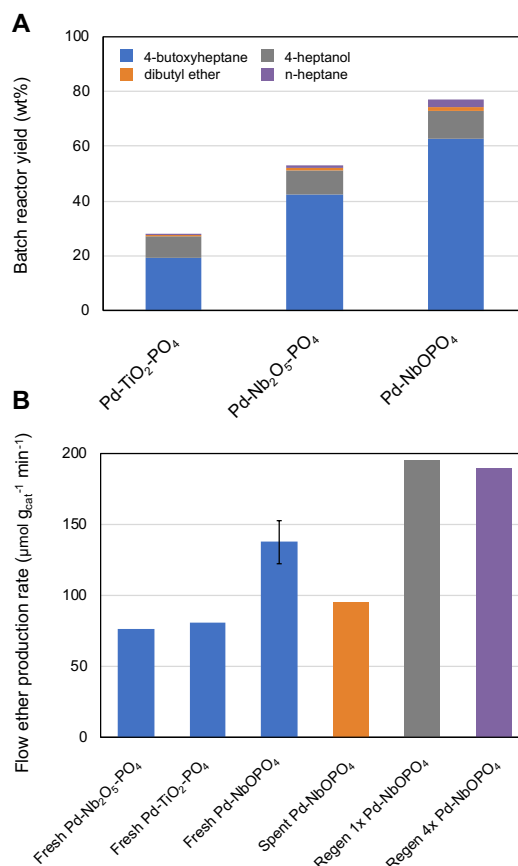 A
100
80
60
40
20
0
Batch reactor yield (wt%)
4-butoxyheptane
4-heptanol
dibutyl ether
n-heptane
Pd-TiO₂-PO₄
Pd-Nb₂O₅-PO₄
Pd-NbOPO₄
B
200
150
100
50
0
Flow ether production rate (µmol g_cat⁻¹ min⁻¹)
Fresh Pd-Nb₂O₅-PO₄
Fresh Pd-TiO₂-PO₄
Fresh Pd-NbOPO₄
Spent Pd-NbOPO₄
Regen 1x Pd-NbOPO₄
Regen 4x Pd-NbOPO₄